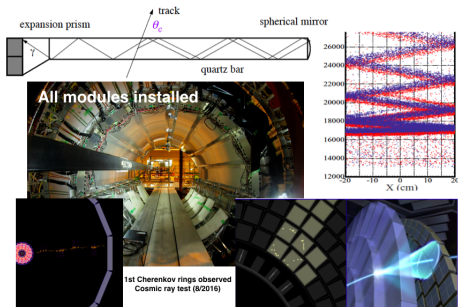 track
expansion prism
spherical mirror
θc
γ
quartz bar
26000
24000
22000
20000
18000
16000
14000
12000
-20
-10
0
10
20
X (cm)
All modules installed
1st Cherenkov rings observed
Cosmic ray test (8/2016)